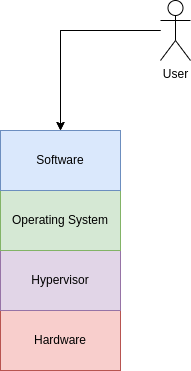 User
Software
Operating System
Hypervisor
Hardware